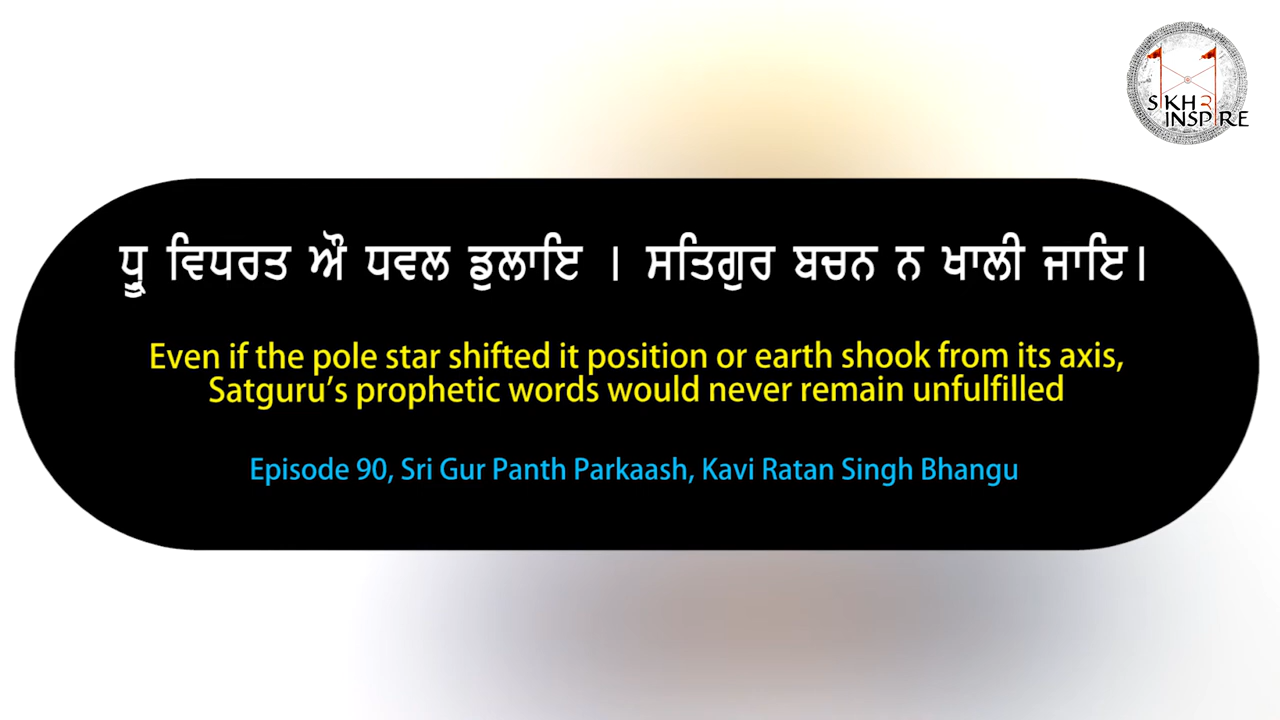 SIKHRI
INSPIRE
ਧ੍ਰੂ ਵਿਧਰਤ ਔ ਧਵਲ ਡੁਲਾਇ । ਸਤਿਗੁਰ ਬਚਨ ਨ ਖਾਲੀ ਜਾਇ।
Even if the pole star shifted it position or earth shook from its axis,
Satguru’s prophetic words would never remain unfulfilled
Episode 90, Sri Gur Panth Parkaash, Kavi Ratan Singh Bhangu